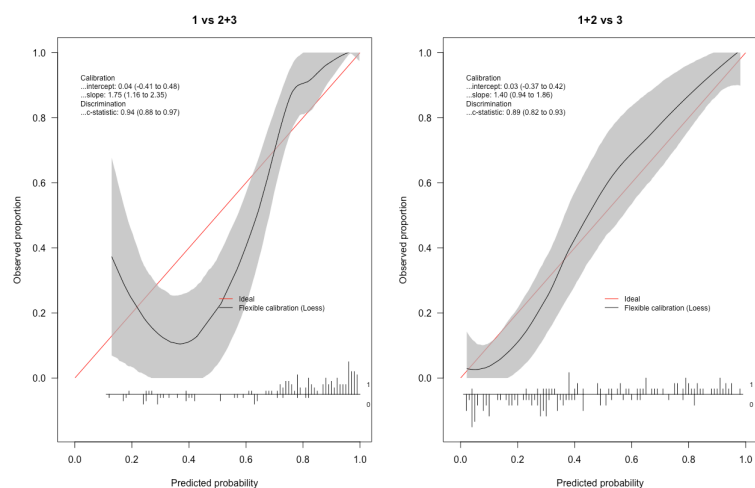 1 vs 2+3
1.0
0.8
0.6
0.4
0.2
0.0
Observed proportion
Calibration
...intercept: 0.04 (-0.41 to 0.48)
...slope: 1.75 (1.16 to 2.35)
Discrimination
...c-statistic: 0.94 (0.88 to 0.97)
Ideal
Flexible calibration (Loess)
1
0
0.0 0.2 0.4 0.6 0.8 1.0
Predicted probability
1+2 vs 3
1.0
0.8
0.6
0.4
0.2
0.0
Observed proportion
Calibration
...intercept: 0.03 (-0.37 to 0.42)
...slope: 1.40 (0.94 to 1.86)
Discrimination
...c-statistic: 0.89 (0.82 to 0.93)
Ideal
Flexible calibration (Loess)
1
0
0.0 0.2 0.4 0.6 0.8 1.0
Predicted probability